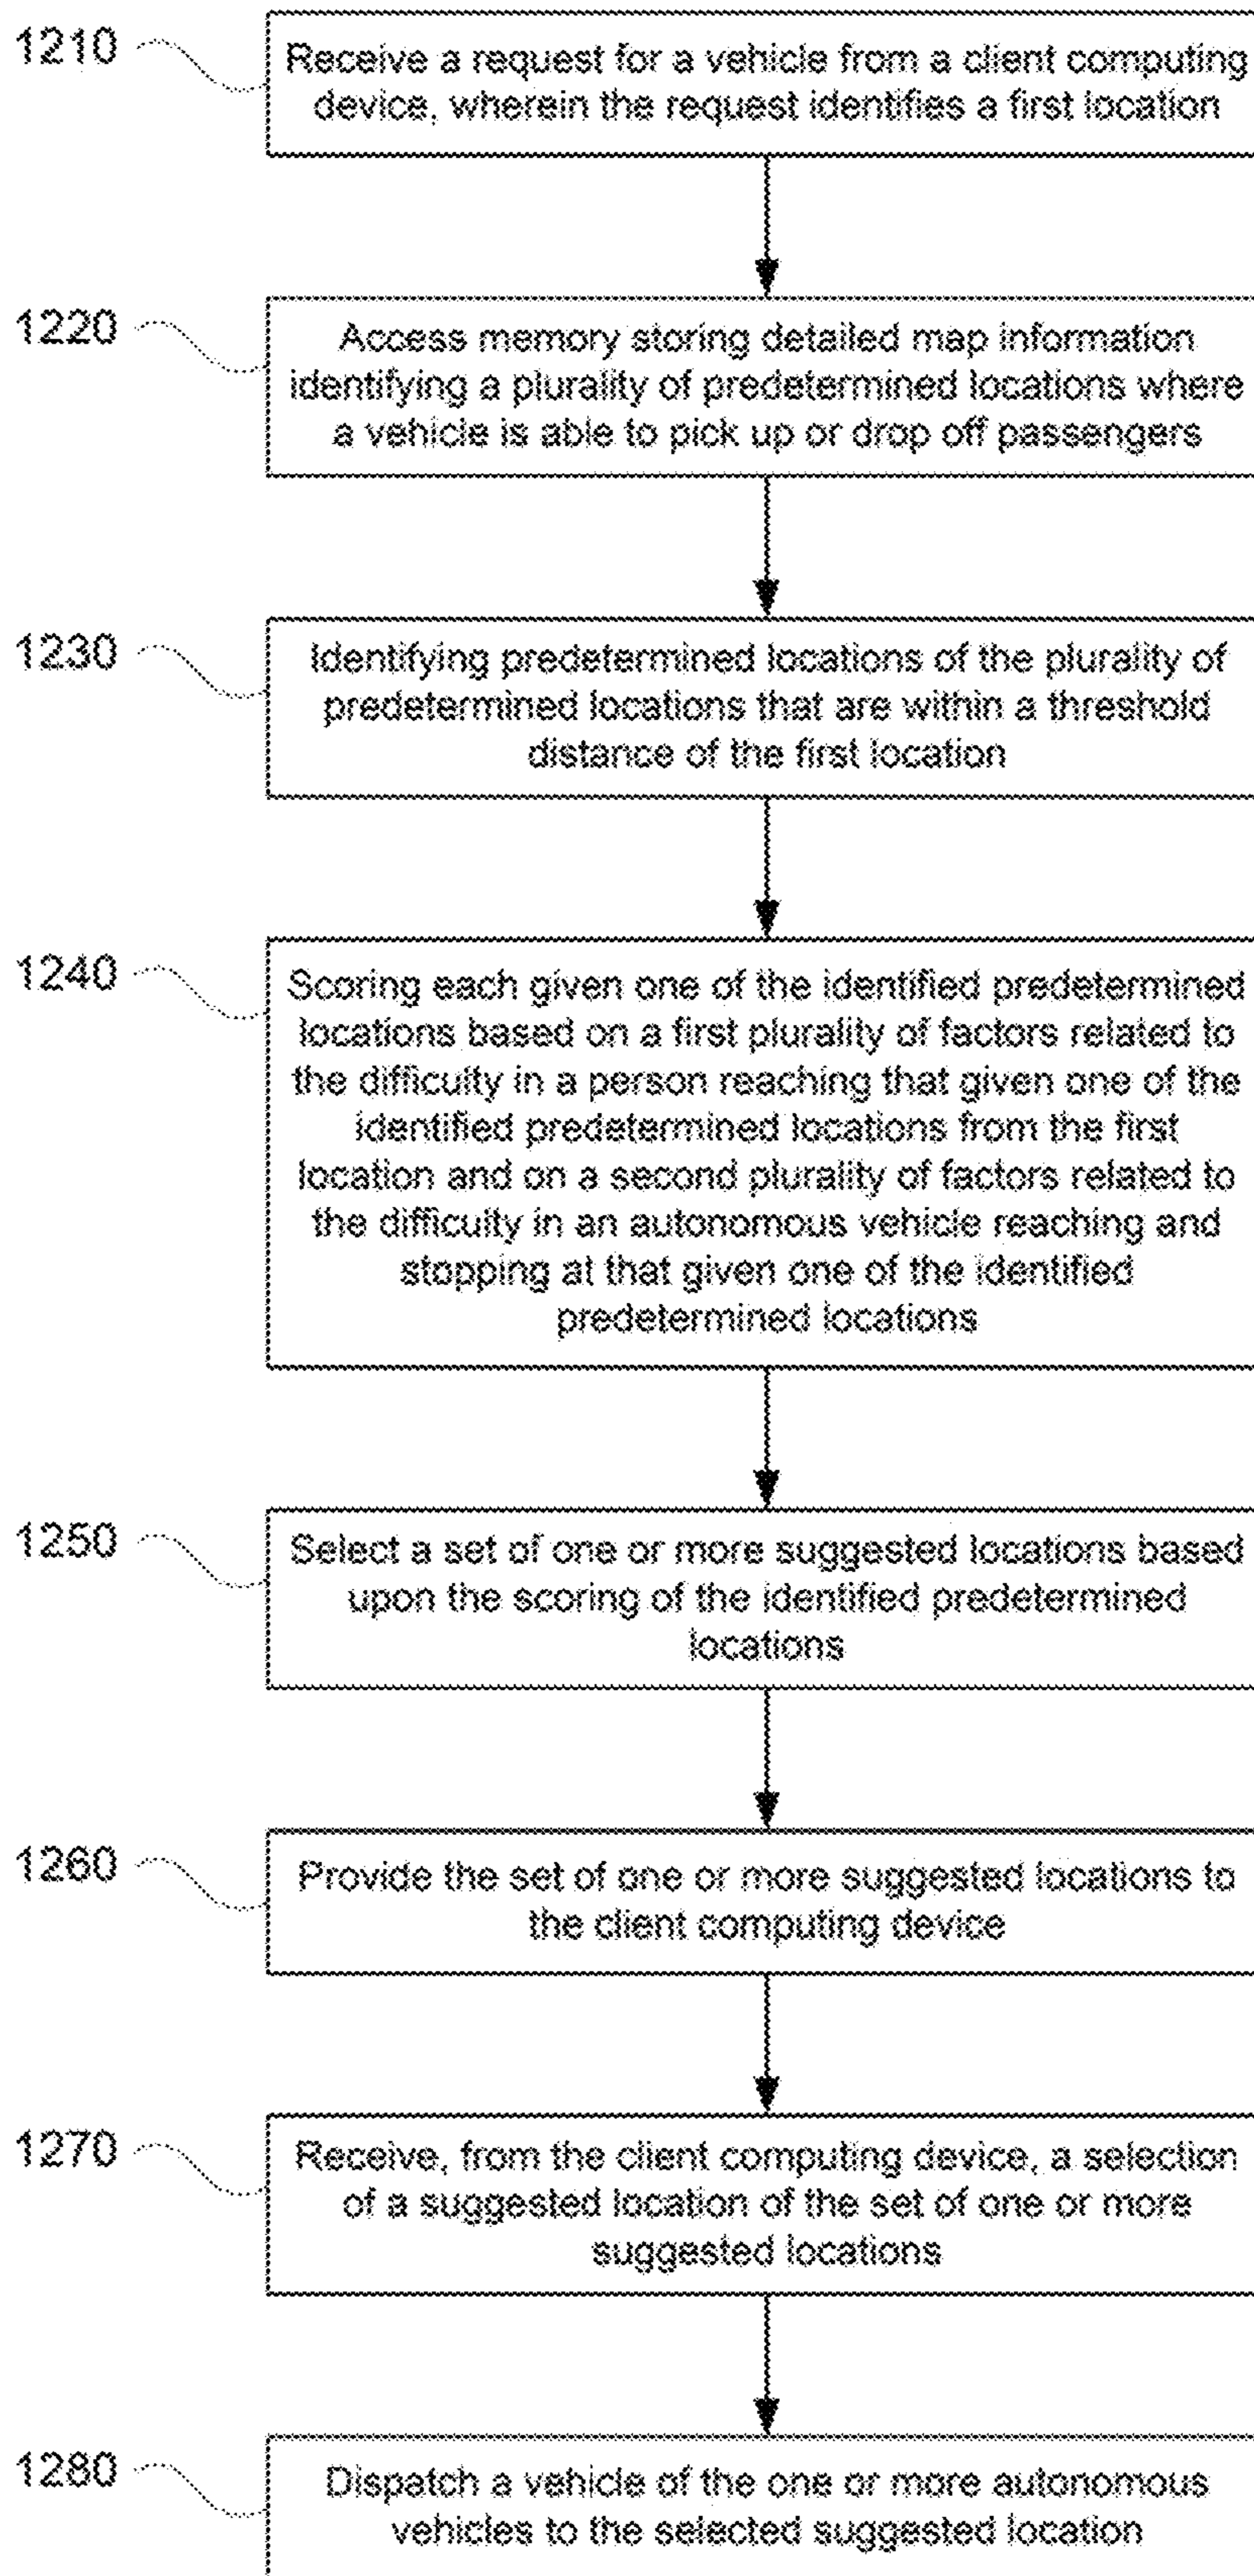 1210
Receive a request for a vehicle from a client computing
device, wherein the request identifies a first location
1220
Access memory storing detailed map information
identifying a plurality of predetermined locations where
a vehicle is able to pick up or drop off passengers
1230
Identifying predetermined locations of the plurality of
predetermined locations that are within a threshold
distance of the first location
1240
Scoring each given one of the identified predetermined
locations based on a first plurality of factors related to
the difficulty in a person reaching that given one of the
identified predetermined locations from the first
location and on a second plurality of factors related to
the difficulty in an autonomous vehicle reaching and
stopping at that given one of the identified
predetermined locations
1250
Select a set of one or more suggested locations based
upon the scoring of the identified predetermined
locations
1260
Provide the set of one or more suggested locations to
the client computing device
1270
Receive, from the client computing device, a selection
of a suggested location of the set of one or more
suggested locations
1280
Dispatch a vehicle of the one or more autonomous
vehicles to the selected suggested location